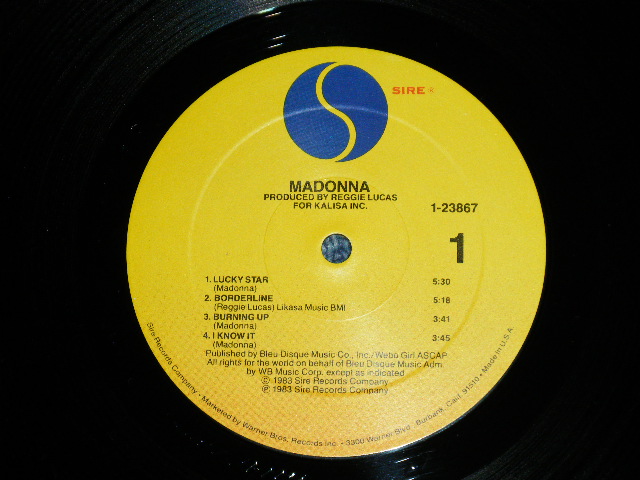 SIRE ®
MADONNA
PRODUCED BY REGGIE LUCAS
FOR KALISA INC.
1-23867
1
1. LUCKY STAR 5:30
(Madonna)
2. BORDERLINE 5:18
(Reggie Lucas) Likasa Music BMI
3. BURNING UP 3:41
(Madonna)
4. I KNOW IT 3:45
(Madonna)
Published by Bleu Disque Music Co., Inc./Webo Girl ASCAP
All rights for the world on behalf of Bleu Disque Music Adm.
by WB Music Corp. except as indicated
℗ 1983 Sire Records Company
© 1983 Sire Records Company
Sire Records Company • Marketed by Warner Bros. Records Inc. • 3300 Warner Blvd., Burbank, Calif. 91510 • Made in U.S.A.